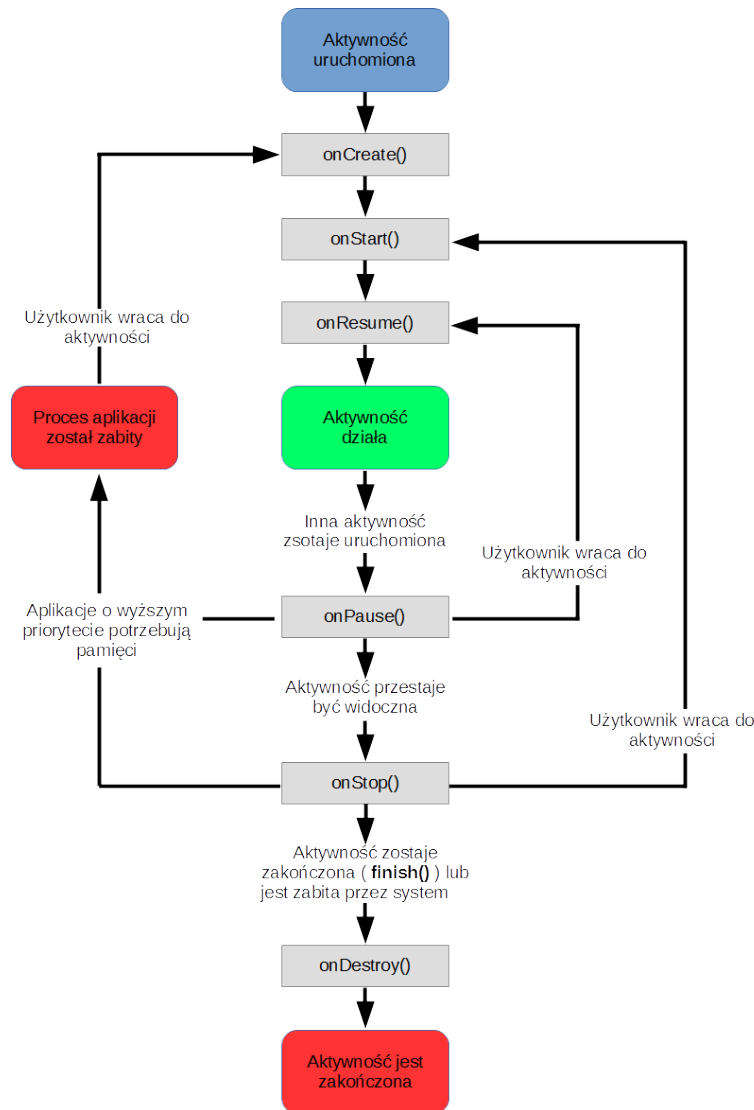 Aktywność
uruchomiona
onCreate()
onStart()
onResume()
Użytkownik wraca do
aktywności
Proces aplikacji
został zabity
Aktywność
działa
Inna aktywność
zsotaje uruchomiona
Użytkownik wraca do
aktywności
Aplikacje o wyższym
priorytecie potrzebują
pamięci
onPause()
Aktywność przestaje
być widoczna
Użytkownik wraca do
aktywności
onStop()
Aktywność zostaje
zakończona ( finish() ) lub
jest zabita przez system
onDestroy()
Aktywność jest
zakończona